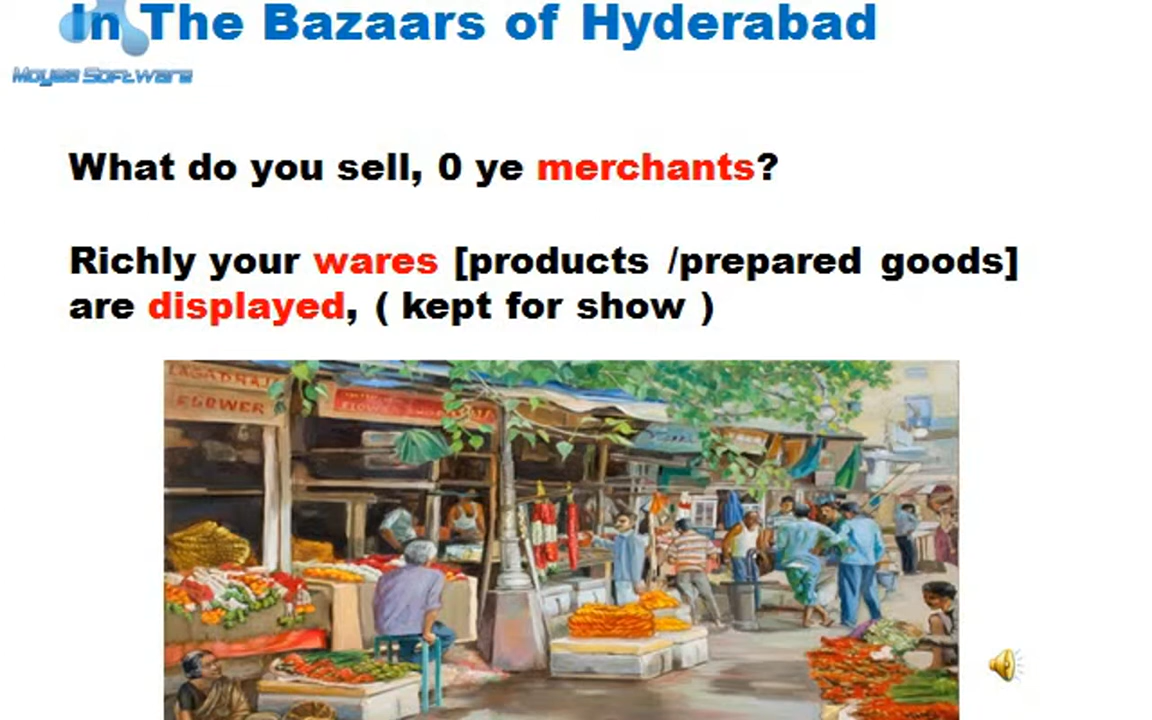 In The Bazaars of Hyderabad
Moyea Software
What do you sell, 0 ye merchants?
Richly your wares [products /prepared goods]
are displayed, ( kept for show )
FLOWER